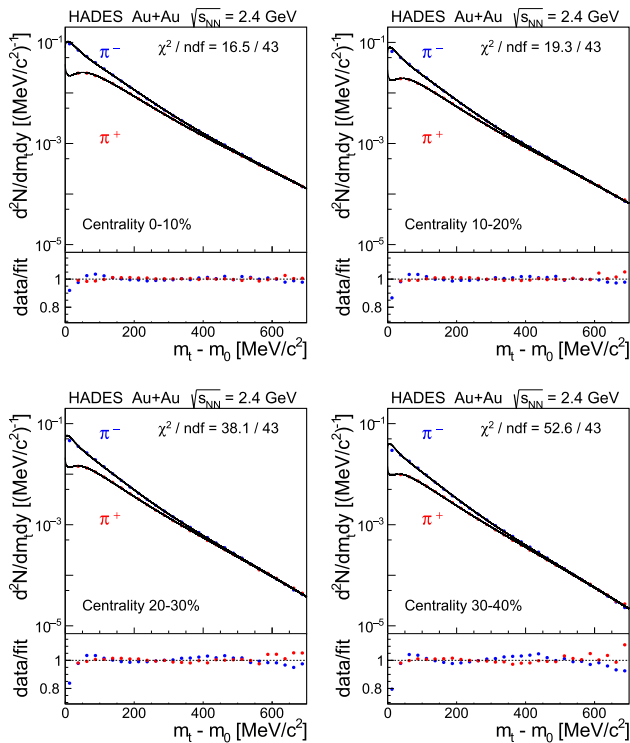 HADES Au+Au √s_NN = 2.4 GeV
d²N/dm_tdy [(MeV/c²)⁻¹]
10⁻¹
10⁻³
10⁻⁵
π⁻
χ² / ndf = 16.5 / 43
π⁺
Centrality 0-10%
data/fit
1
0.8
0 200 400 600
m_t - m_0 [MeV/c²]
HADES Au+Au √s_NN = 2.4 GeV
d²N/dm_tdy [(MeV/c²)⁻¹]
10⁻¹
10⁻³
10⁻⁵
π⁻
χ² / ndf = 19.3 / 43
π⁺
Centrality 10-20%
data/fit
1
0.8
0 200 400 600
m_t - m_0 [MeV/c²]
HADES Au+Au √s_NN = 2.4 GeV
d²N/dm_tdy [(MeV/c²)⁻¹]
10⁻¹
10⁻³
10⁻⁵
π⁻
χ² / ndf = 38.1 / 43
π⁺
Centrality 20-30%
data/fit
1
0.8
0 200 400 600
m_t - m_0 [MeV/c²]
HADES Au+Au √s_NN = 2.4 GeV
d²N/dm_tdy [(MeV/c²)⁻¹]
10⁻¹
10⁻³
10⁻⁵
π⁻
χ² / ndf = 52.6 / 43
π⁺
Centrality 30-40%
data/fit
1
0.8
0 200 400 600
m_t - m_0 [MeV/c²]